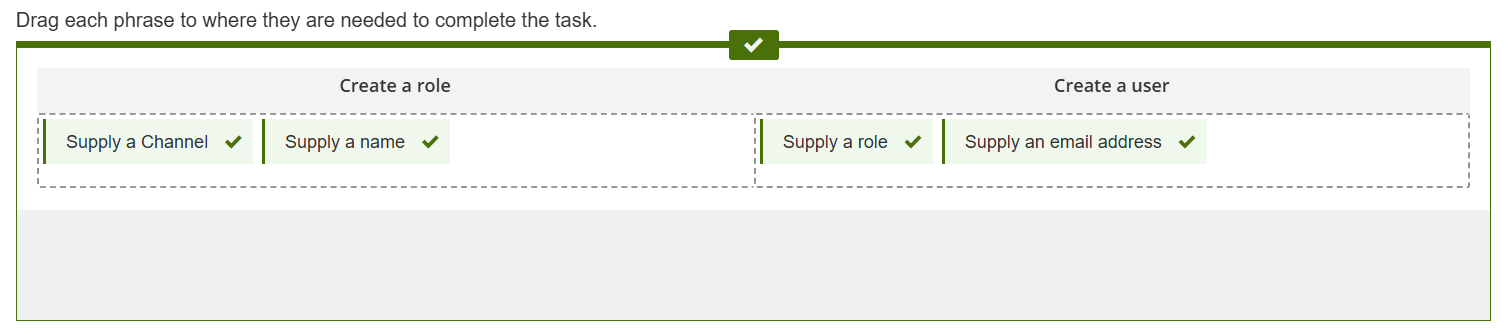 Drag each phrase to where they are needed to complete the task.
Create a role Create a user
Supply a Channel Supply a name Supply a role Supply an email address